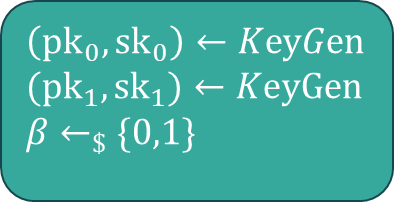 (pk₀,sk₀) ← KeyGen
(pk₁,sk₁) ← KeyGen
β ←$ {0,1}